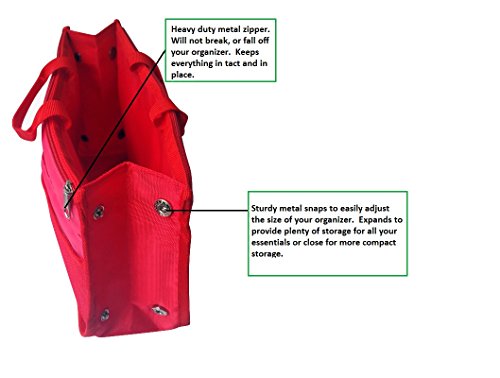 Heavy duty metal zipper.
Will not break, or fall off
your organizer.  Keeps
everything in tact and in
place.
Sturdy metal snaps to easily adjust
the size of your organizer.  Expands to
provide plenty of storage for all your
essentials or close for more compact
storage.